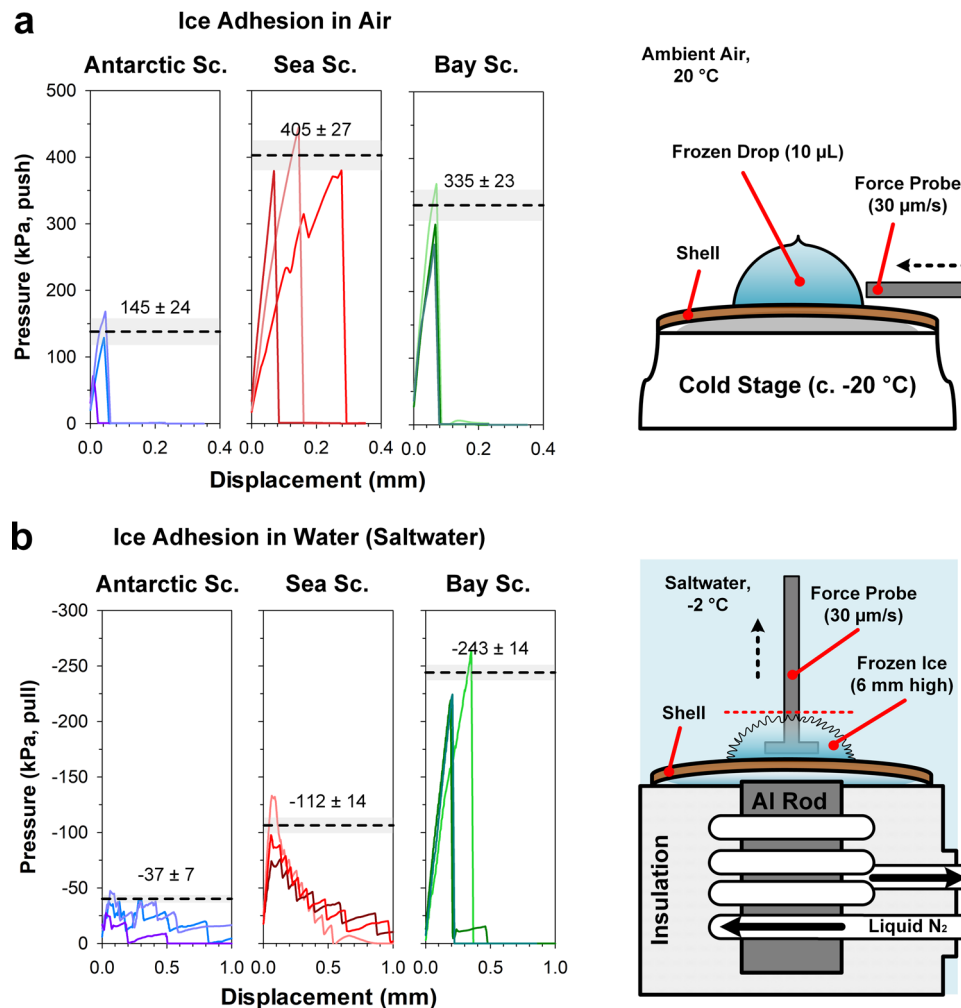 a
Ice Adhesion in Air
Antarctic Sc.
Sea Sc.
Bay Sc.
Pressure (kPa, push)
500
400
300
200
100
0
145 ± 24
405 ± 27
335 ± 23
0.0 0.2 0.4
0.0 0.2 0.4
0.0 0.2 0.4
Displacement (mm)
Ambient Air,
20 °C
Frozen Drop (10 µL)
Force Probe
(30 µm/s)
Shell
Cold Stage (c. -20 °C)
b
Ice Adhesion in Water (Saltwater)
Antarctic Sc.
Sea Sc.
Bay Sc.
Pressure (kPa, pull)
-300
-250
-200
-150
-100
-50
0
-37 ± 7
-112 ± 14
-243 ± 14
0.0 0.5 1.0
0.0 0.5 1.0
0.0 0.5 1.0
Displacement (mm)
Saltwater,
-2 °C
Force Probe
(30 µm/s)
Frozen Ice
(6 mm high)
Shell
Al Rod
Insulation
Liquid N₂